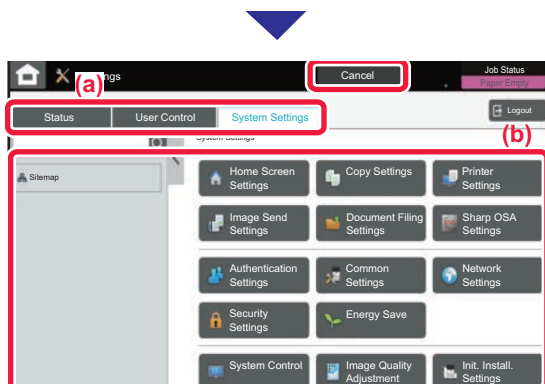 (a)
ngs
Cancel
Job Status
Paper Empty
Status
User Control
System Settings
Logout
(b)
System Settings
Sitemap
Home Screen
Settings
Copy Settings
Printer
Settings
Image Send
Settings
Document Filing
Settings
Sharp OSA
Settings
Authentication
Settings
Common
Settings
Network
Settings
Security
Settings
Energy Save
System Control
Image Quality
Adjustment
Init. Install.
Settings